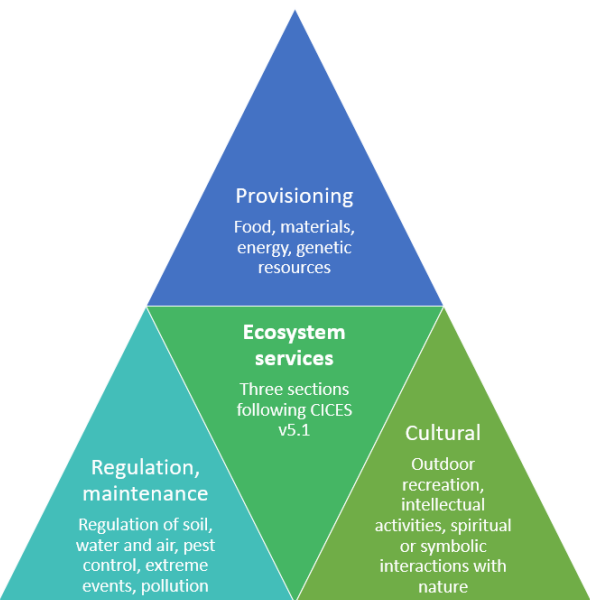 Provisioning
Food, materials,
energy, genetic
resources
Ecosystem
services
Three sections
following CICES
v5.1
Regulation,
maintenance
Regulation of soil,
water and air, pest
control, extreme
events, pollution
Cultural
Outdoor
recreation,
intellectual
activities, spiritual
or symbolic
interactions with
nature